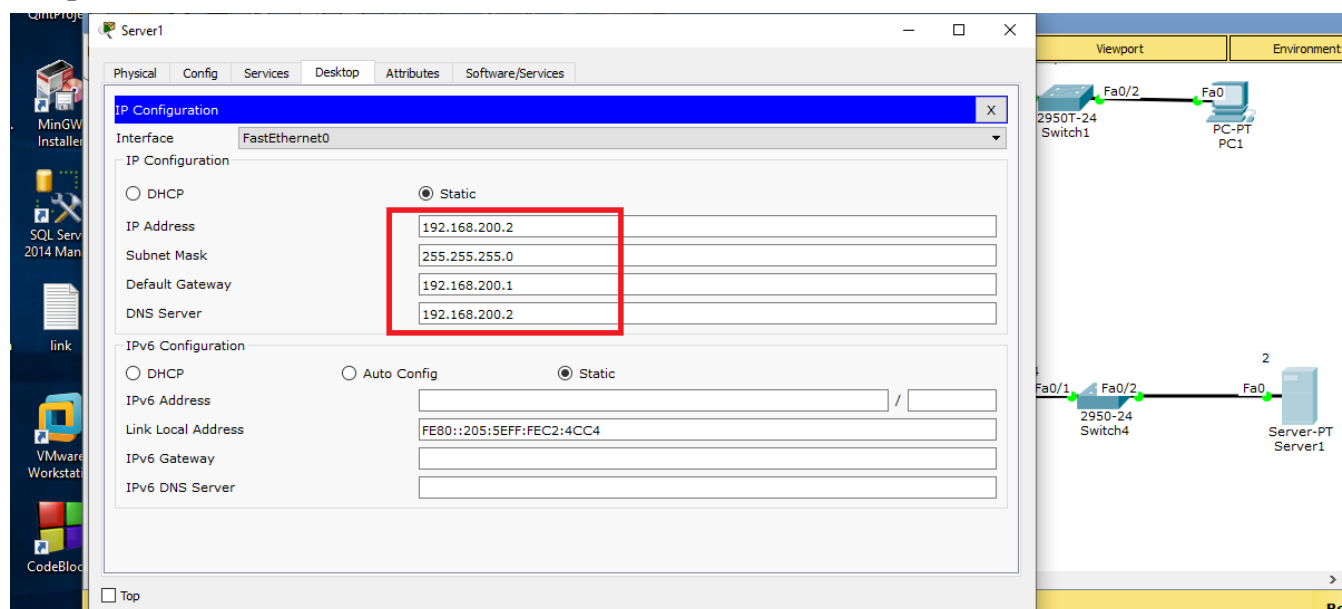 Server1
Physical Config Services Desktop Attributes Software/Services
IP Configuration X
Interface FastEthernet0
IP Configuration
DHCP Static
IP Address 192.168.200.2
Subnet Mask 255.255.255.0
Default Gateway 192.168.200.1
DNS Server 192.168.200.2
IPv6 Configuration
DHCP Auto Config Static
IPv6 Address /
Link Local Address FE80::205:5EFF:FEC2:4CC4
IPv6 Gateway
IPv6 DNS Server
Top
MinGW
Installer
SQL Serv
2014 Man
link
VMware
Workstati
CodeBloc
Viewport Environment
Fa0/2 Fa0
2950T-24
Switch1
PC-PT
PC1
2
Fa0/1 Fa0/2 Fa0
2950-24
Switch4
Server-PT
Server1